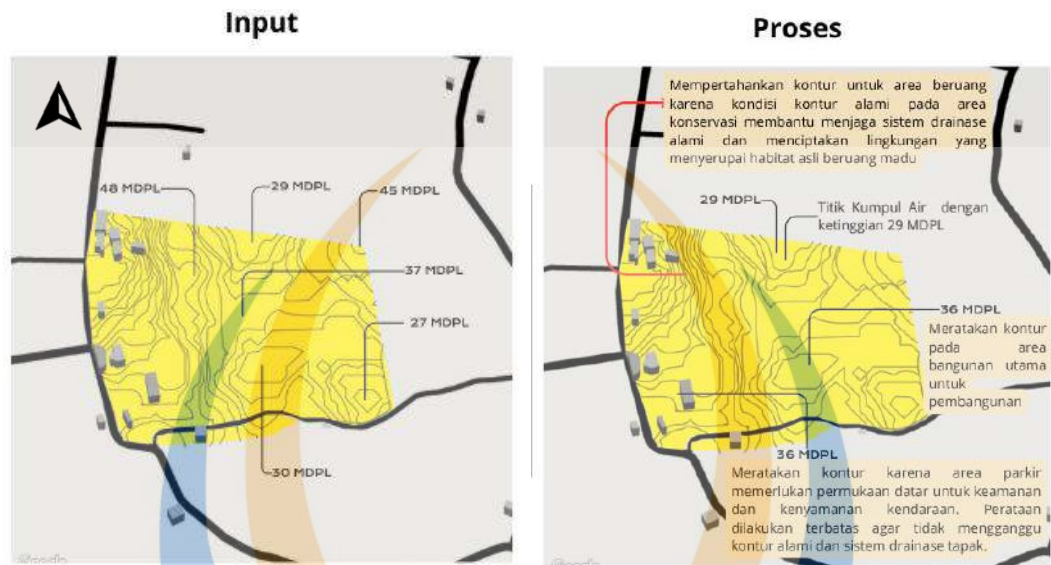 Input
Proses
48 MDPL
29 MDPL
45 MDPL
37 MDPL
27 MDPL
30 MDPL
Mempertahankan kontur untuk area beruang
karena kondisi kontur alami pada area
konservasi membantu menjaga sistem drainase
alami dan menciptakan lingkungan yang
menyerupai habitat asli beruang madu
29 MDPL
Titik Kumpul Air dengan
ketinggian 29 MDPL
36 MDPL
Meratakan kontur
pada area
bangunan utama
untuk
pembangunan
36 MDPL
Meratakan kontur karena area parkir
memerlukan permukaan datar untuk keamanan
dan kenyamanan kendaraan. Perataan
dilakukan terbatas agar tidak mengganggu
kontur alami dan sistem drainase tapak.